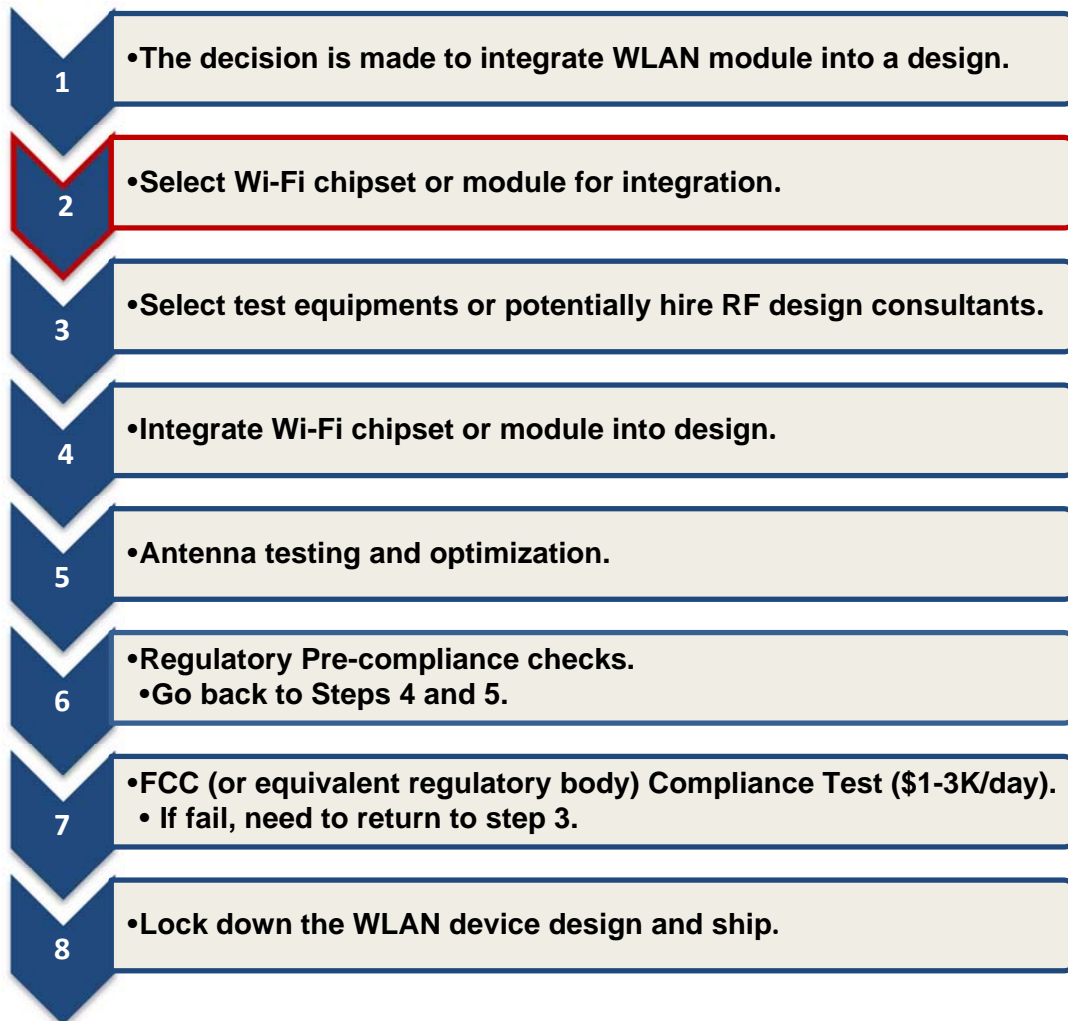 1
•The decision is made to integrate WLAN module into a design.
2
•Select Wi-Fi chipset or module for integration.
3
•Select test equipments or potentially hire RF design consultants.
4
•Integrate Wi-Fi chipset or module into design.
5
•Antenna testing and optimization.
6
•Regulatory Pre-compliance checks.
•Go back to Steps 4 and 5.
7
•FCC (or equivalent regulatory body) Compliance Test ($1-3K/day).
• If fail, need to return to step 3.
8
•Lock down the WLAN device design and ship.